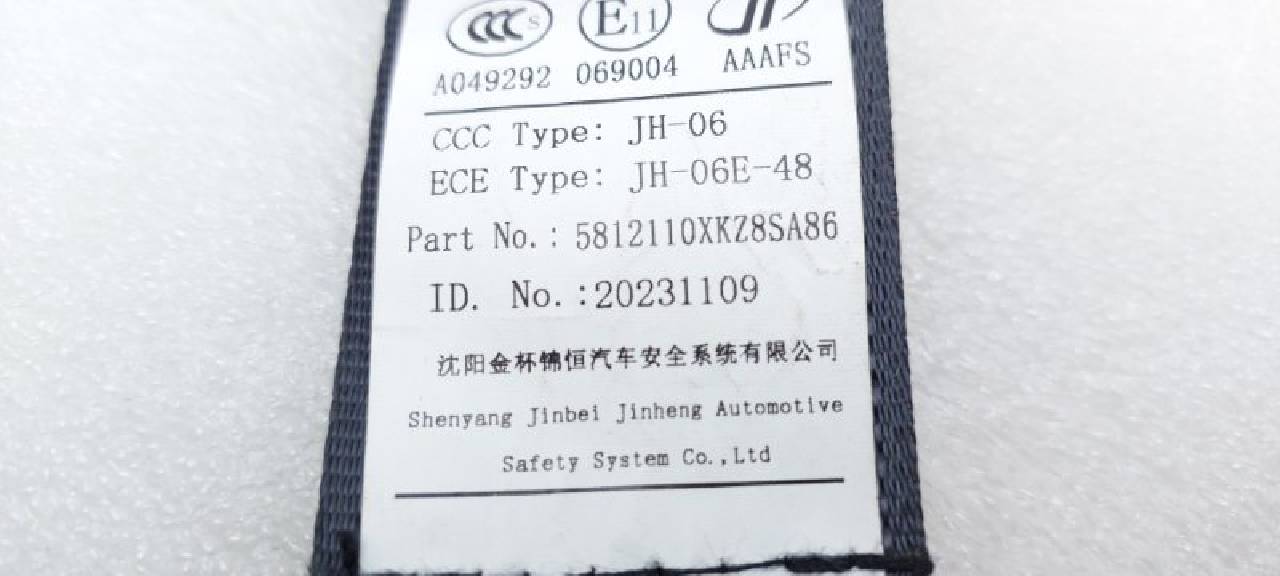 CCC S E11
A049292 069004 AAAFS
CCC Type: JH-06
ECE Type: JH-06E-48
Part No.: 5812110XKZ8SA86
ID. No.:20231109
沈阳金杯锦恒汽车安全系统有限公司
Shenyang Jinbei Jinheng Automotive
Safety System Co.,Ltd